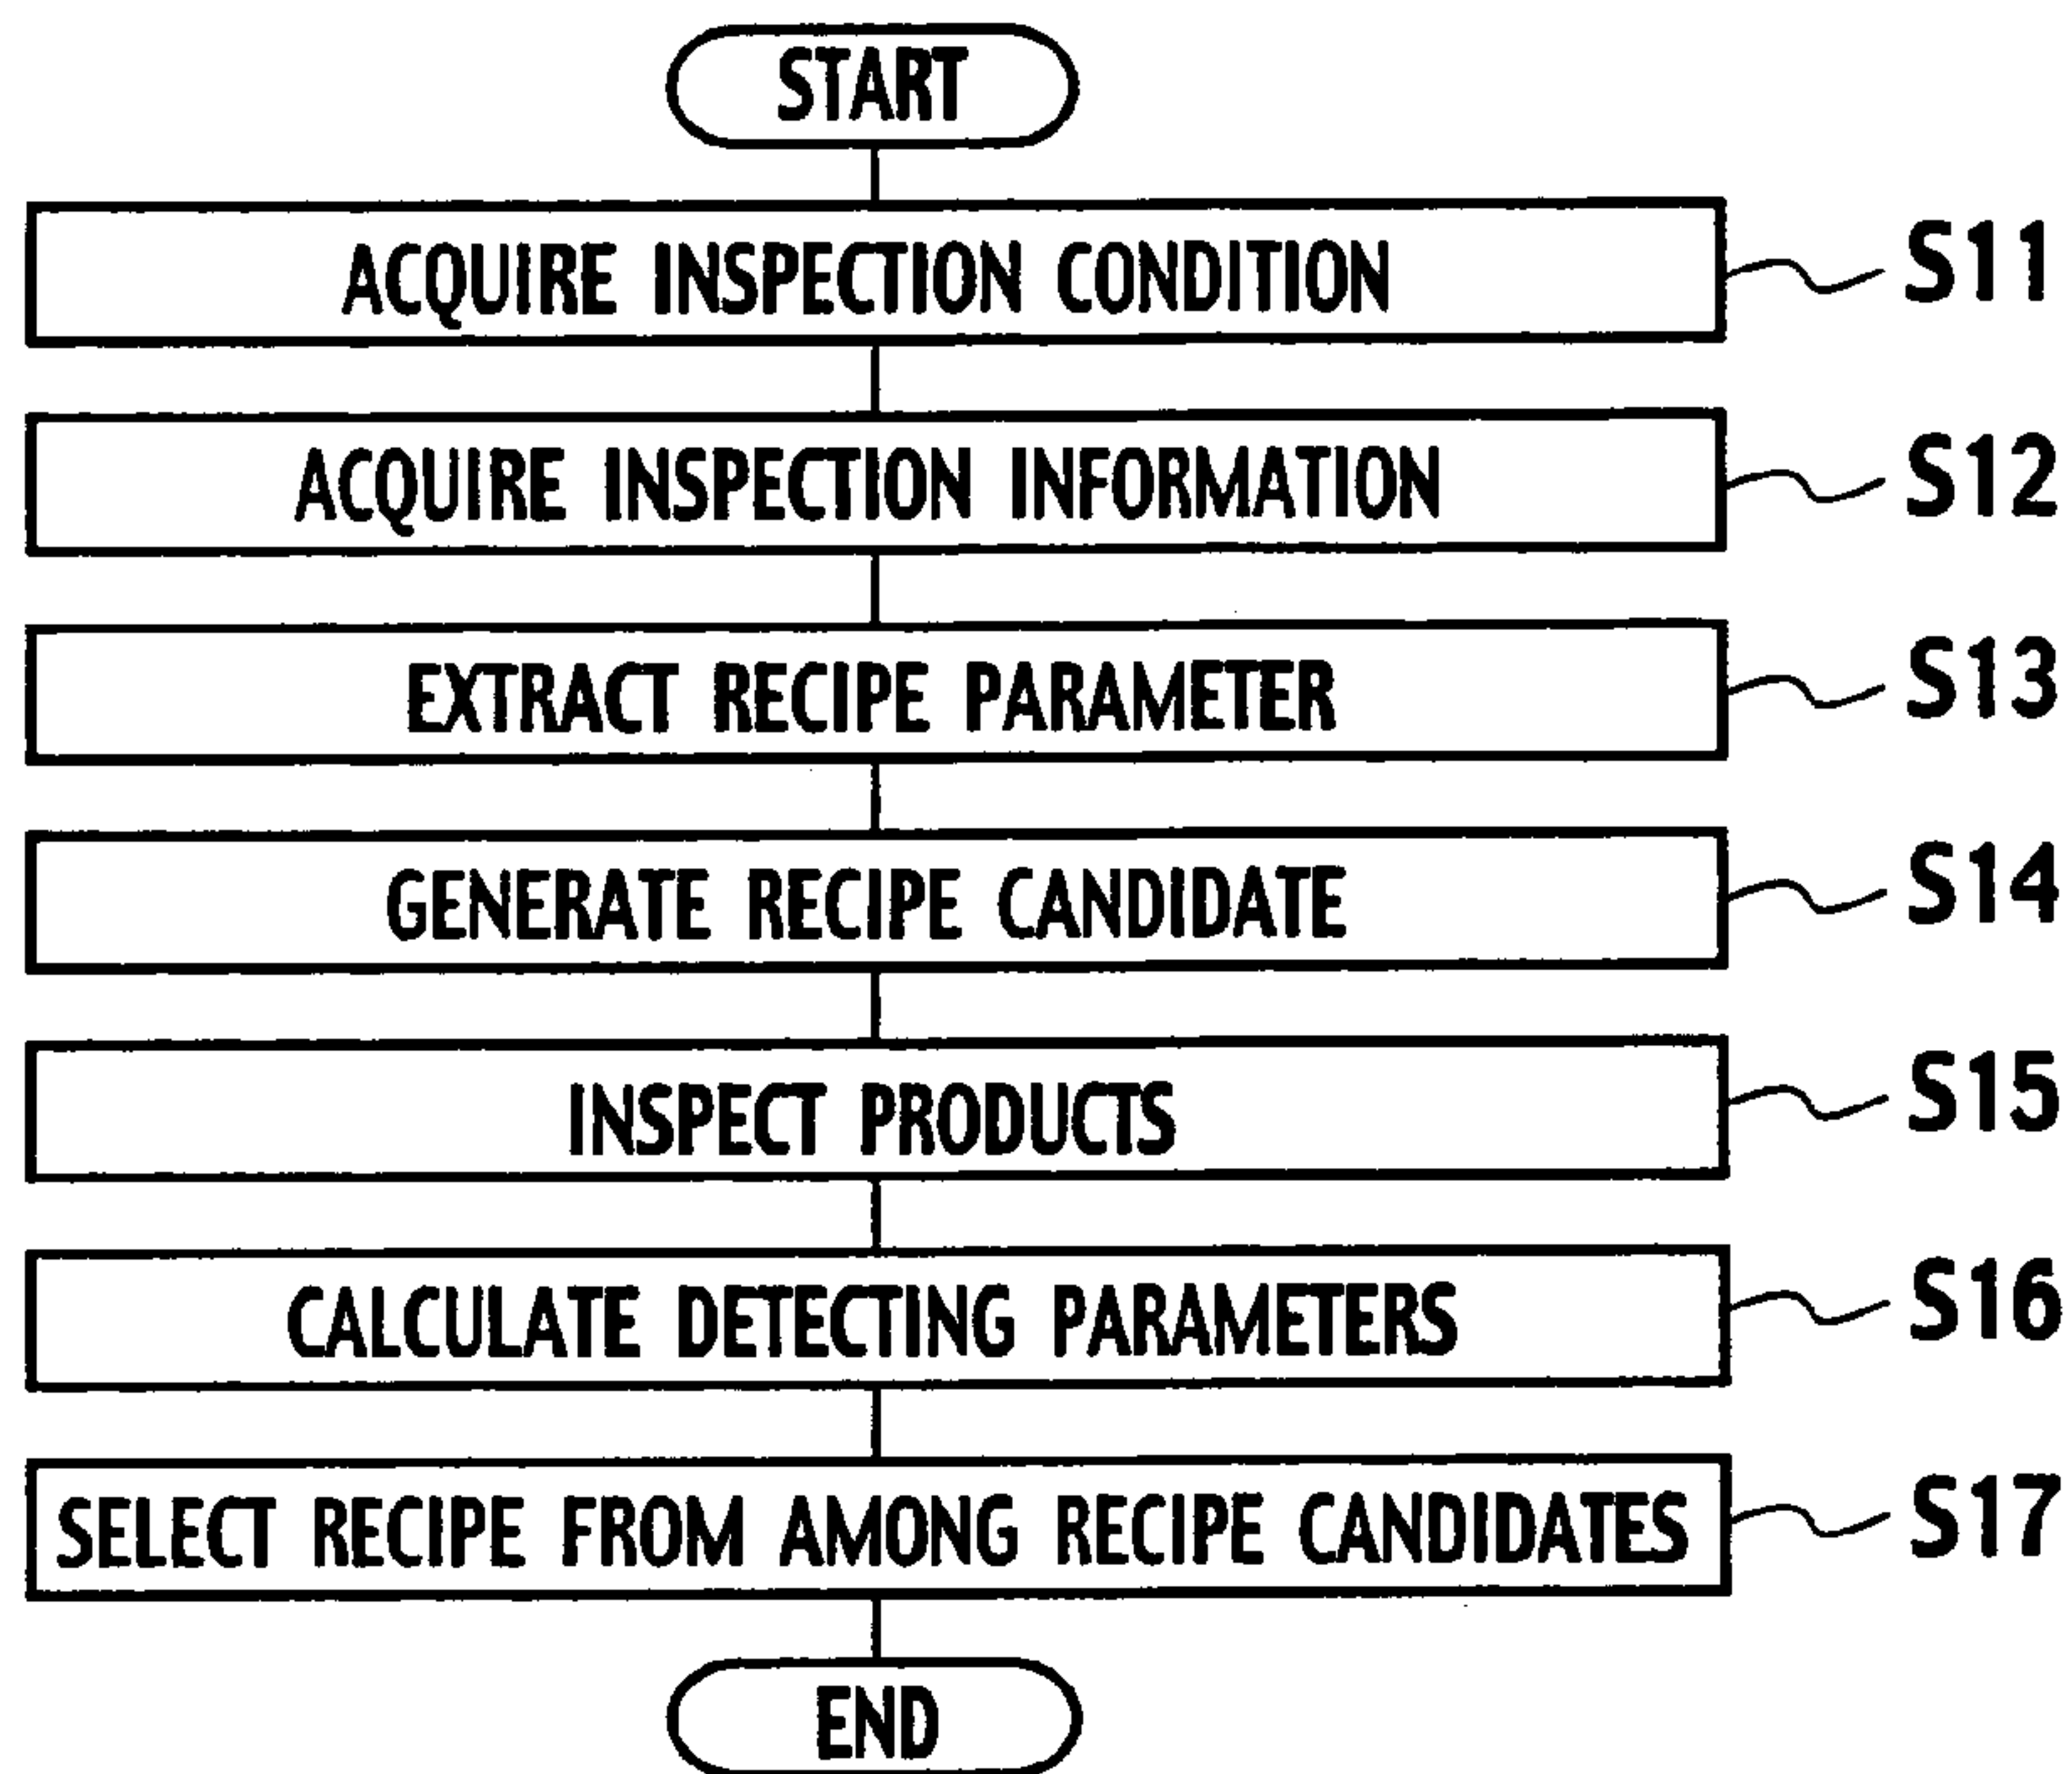 START
ACQUIRE INSPECTION CONDITION S11
ACQUIRE INSPECTION INFORMATION S12
EXTRACT RECIPE PARAMETER S13
GENERATE RECIPE CANDIDATE S14
INSPECT PRODUCTS S15
CALCULATE DETECTING PARAMETERS S16
SELECT RECIPE FROM AMONG RECIPE CANDIDATES S17
END